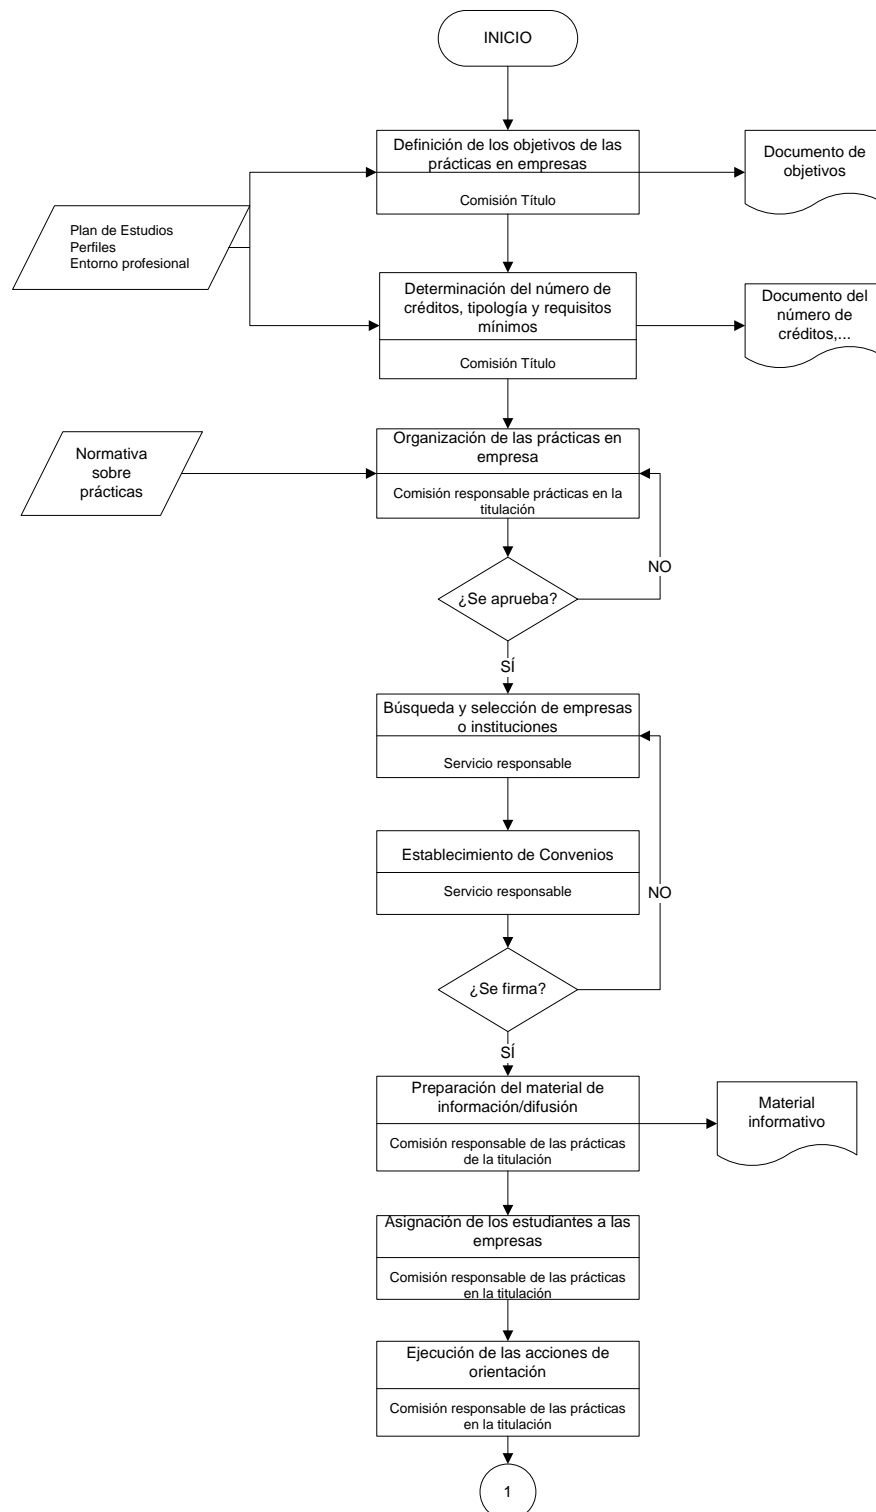 INICIO
Definición de los objetivos de las
prácticas en empresas
Comisión Título
Documento de
objetivos
Plan de Estudios
Perfiles
Entorno profesional
Determinación del número de
créditos, tipología y requisitos
mínimos
Comisión Título
Documento del
número de
créditos,...
Organización de las prácticas en
empresa
Comisión responsable prácticas en la
titulación
Normativa
sobre
prácticas
NO
¿Se aprueba?
SÍ
Búsqueda y selección de empresas
o instituciones
Servicio responsable
Establecimiento de Convenios
Servicio responsable
NO
¿Se firma?
SÍ
Preparación del material de
información/difusión
Comisión responsable de las prácticas
de la titulación
Material
informativo
Asignación de los estudiantes a las
empresas
Comisión responsable de las prácticas
en la titulación
Ejecución de las acciones de
orientación
Comisión responsable de las prácticas
en la titulación
1